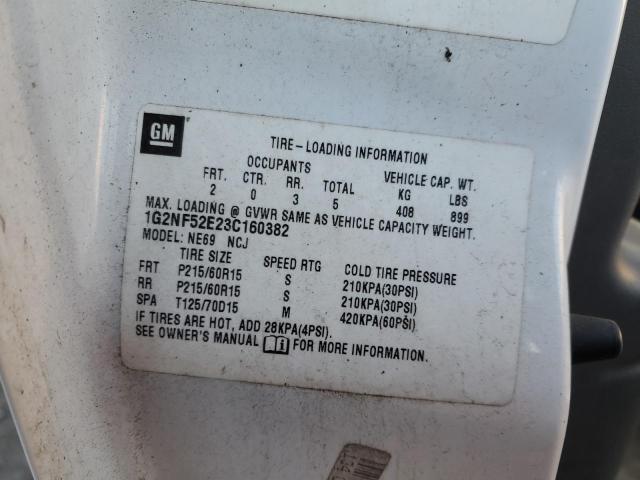 GM
TIRE-LOADING INFORMATION
OCCUPANTS VEHICLE CAP. WT.
FRT. CTR. RR. TOTAL KG LBS
2 0 3 5 408 899
MAX. LOADING @ GVWR SAME AS VEHICLE CAPACITY WEIGHT.
1G2NF52E23C160382
MODEL: NE69 NCJ
TIRE SIZE SPEED RTG COLD TIRE PRESSURE
FRT P215/60R15 S 210KPA(30PSI)
RR P215/60R15 S 210KPA(30PSI)
SPA T125/70D15 M 420KPA(60PSI)
IF TIRES ARE HOT, ADD 28KPA(4PSI).
SEE OWNER'S MANUAL FOR MORE INFORMATION.